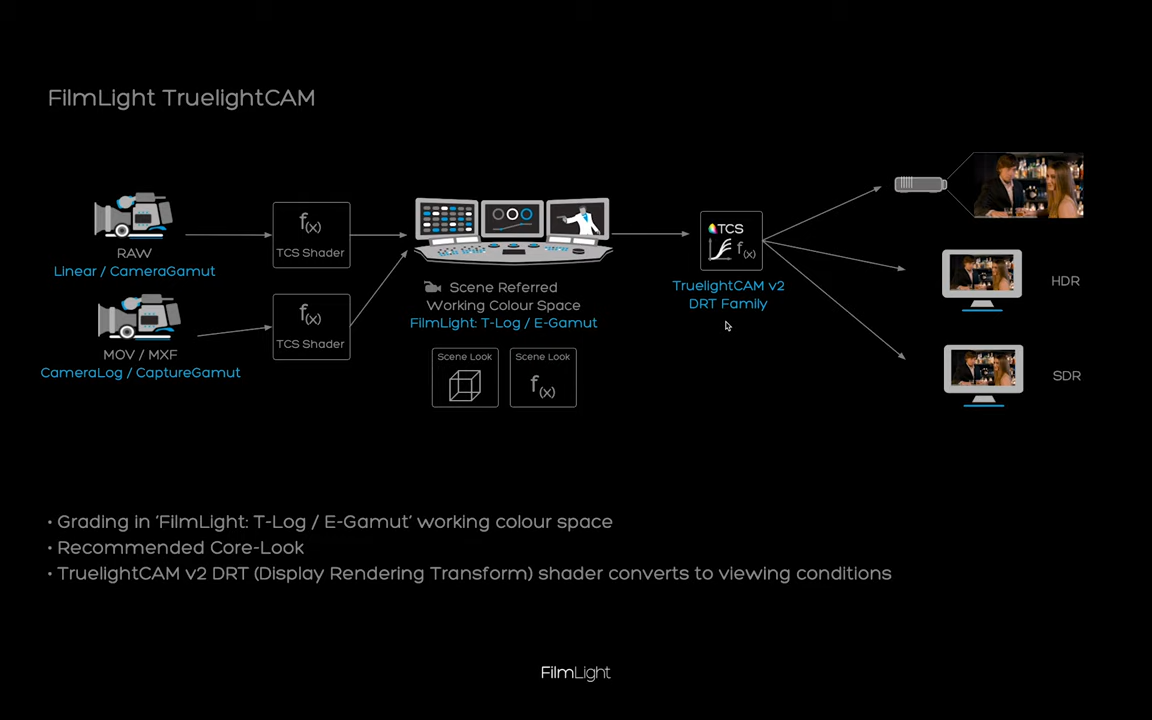 FilmLight TruelightCAM
RAW
Linear / CameraGamut
f(x)
TCS Shader
MOV / MXF
CameraLog / CaptureGamut
f(x)
TCS Shader
Scene Referred
Working Colour Space
FilmLight: T-Log / E-Gamut
Scene Look
Scene Look
f(x)
TCS
f(x)
TruelightCAM v2
DRT Family
HDR
SDR
• Grading in ‘FilmLight: T-Log / E-Gamut’ working colour space
• Recommended Core-Look
• TruelightCAM v2 DRT (Display Rendering Transform) shader converts to viewing conditions
FilmLight